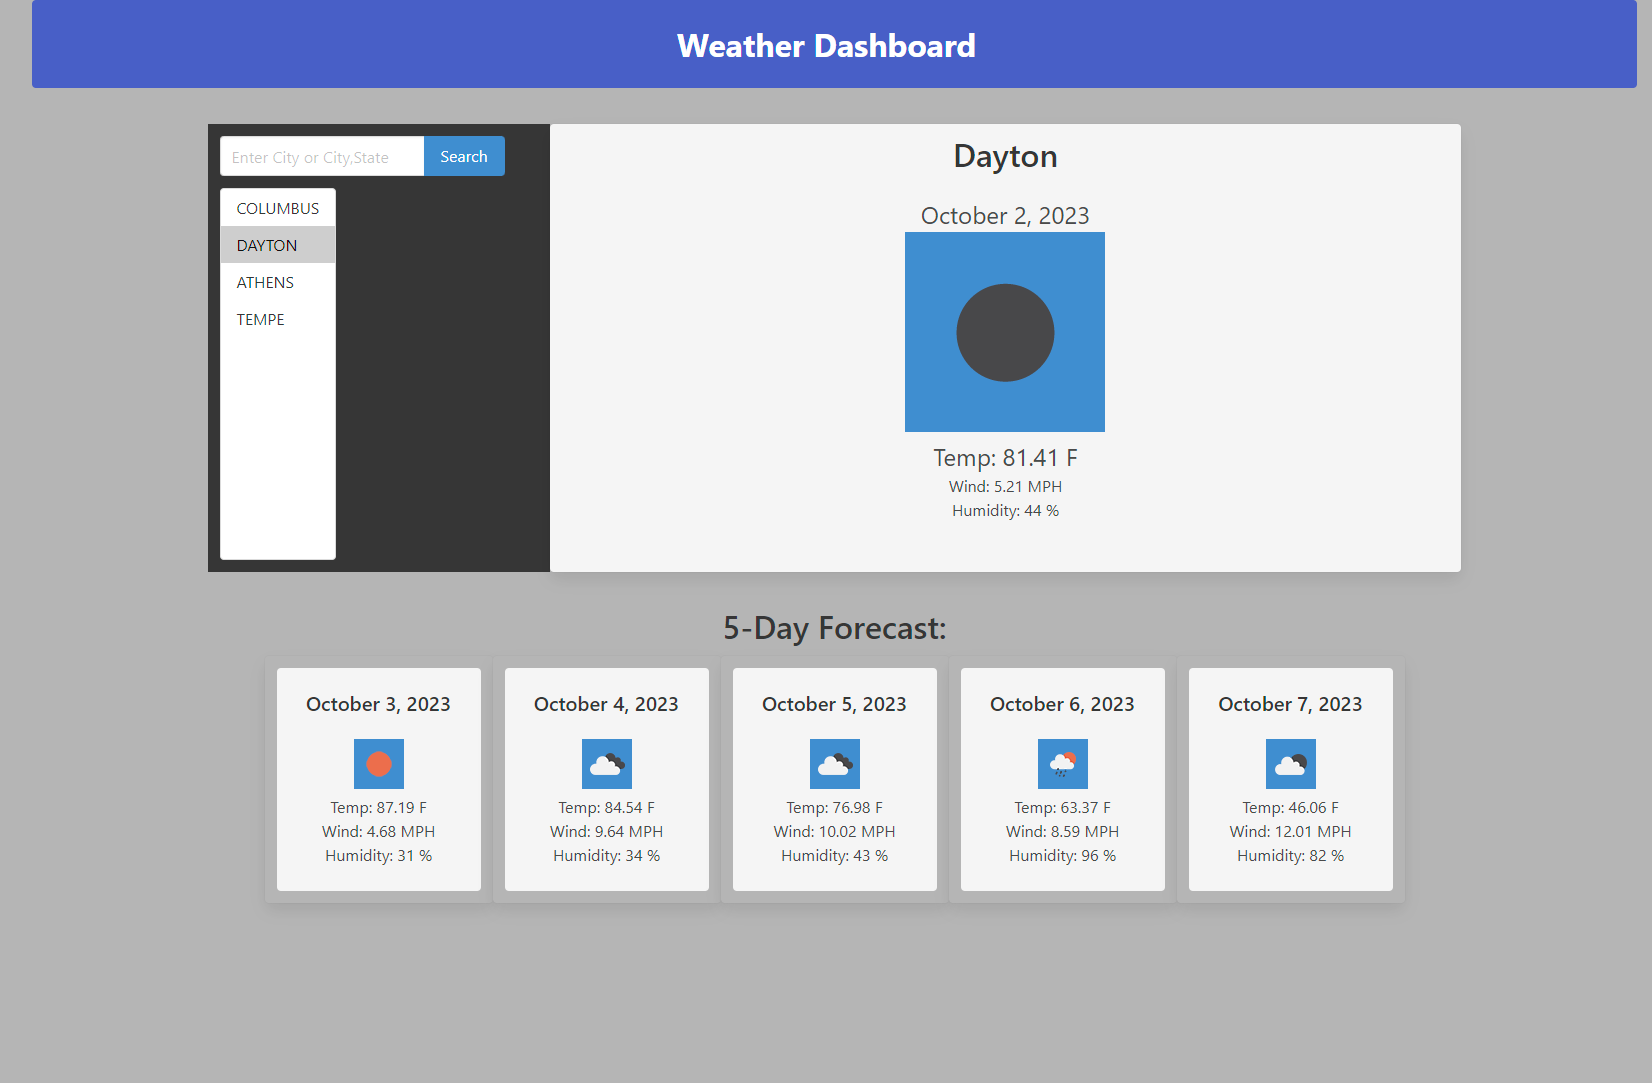 Weather Dashboard
Enter City or City,State
Search
COLUMBUS
DAYTON
ATHENS
TEMPE
Dayton
October 2, 2023
Temp: 81.41 F
Wind: 5.21 MPH
Humidity: 44 %
5-Day Forecast:
October 3, 2023
Temp: 87.19 F
Wind: 4.68 MPH
Humidity: 31 %
October 4, 2023
Temp: 84.54 F
Wind: 9.64 MPH
Humidity: 34 %
October 5, 2023
Temp: 76.98 F
Wind: 10.02 MPH
Humidity: 43 %
October 6, 2023
Temp: 63.37 F
Wind: 8.59 MPH
Humidity: 96 %
October 7, 2023
Temp: 46.06 F
Wind: 12.01 MPH
Humidity: 82 %